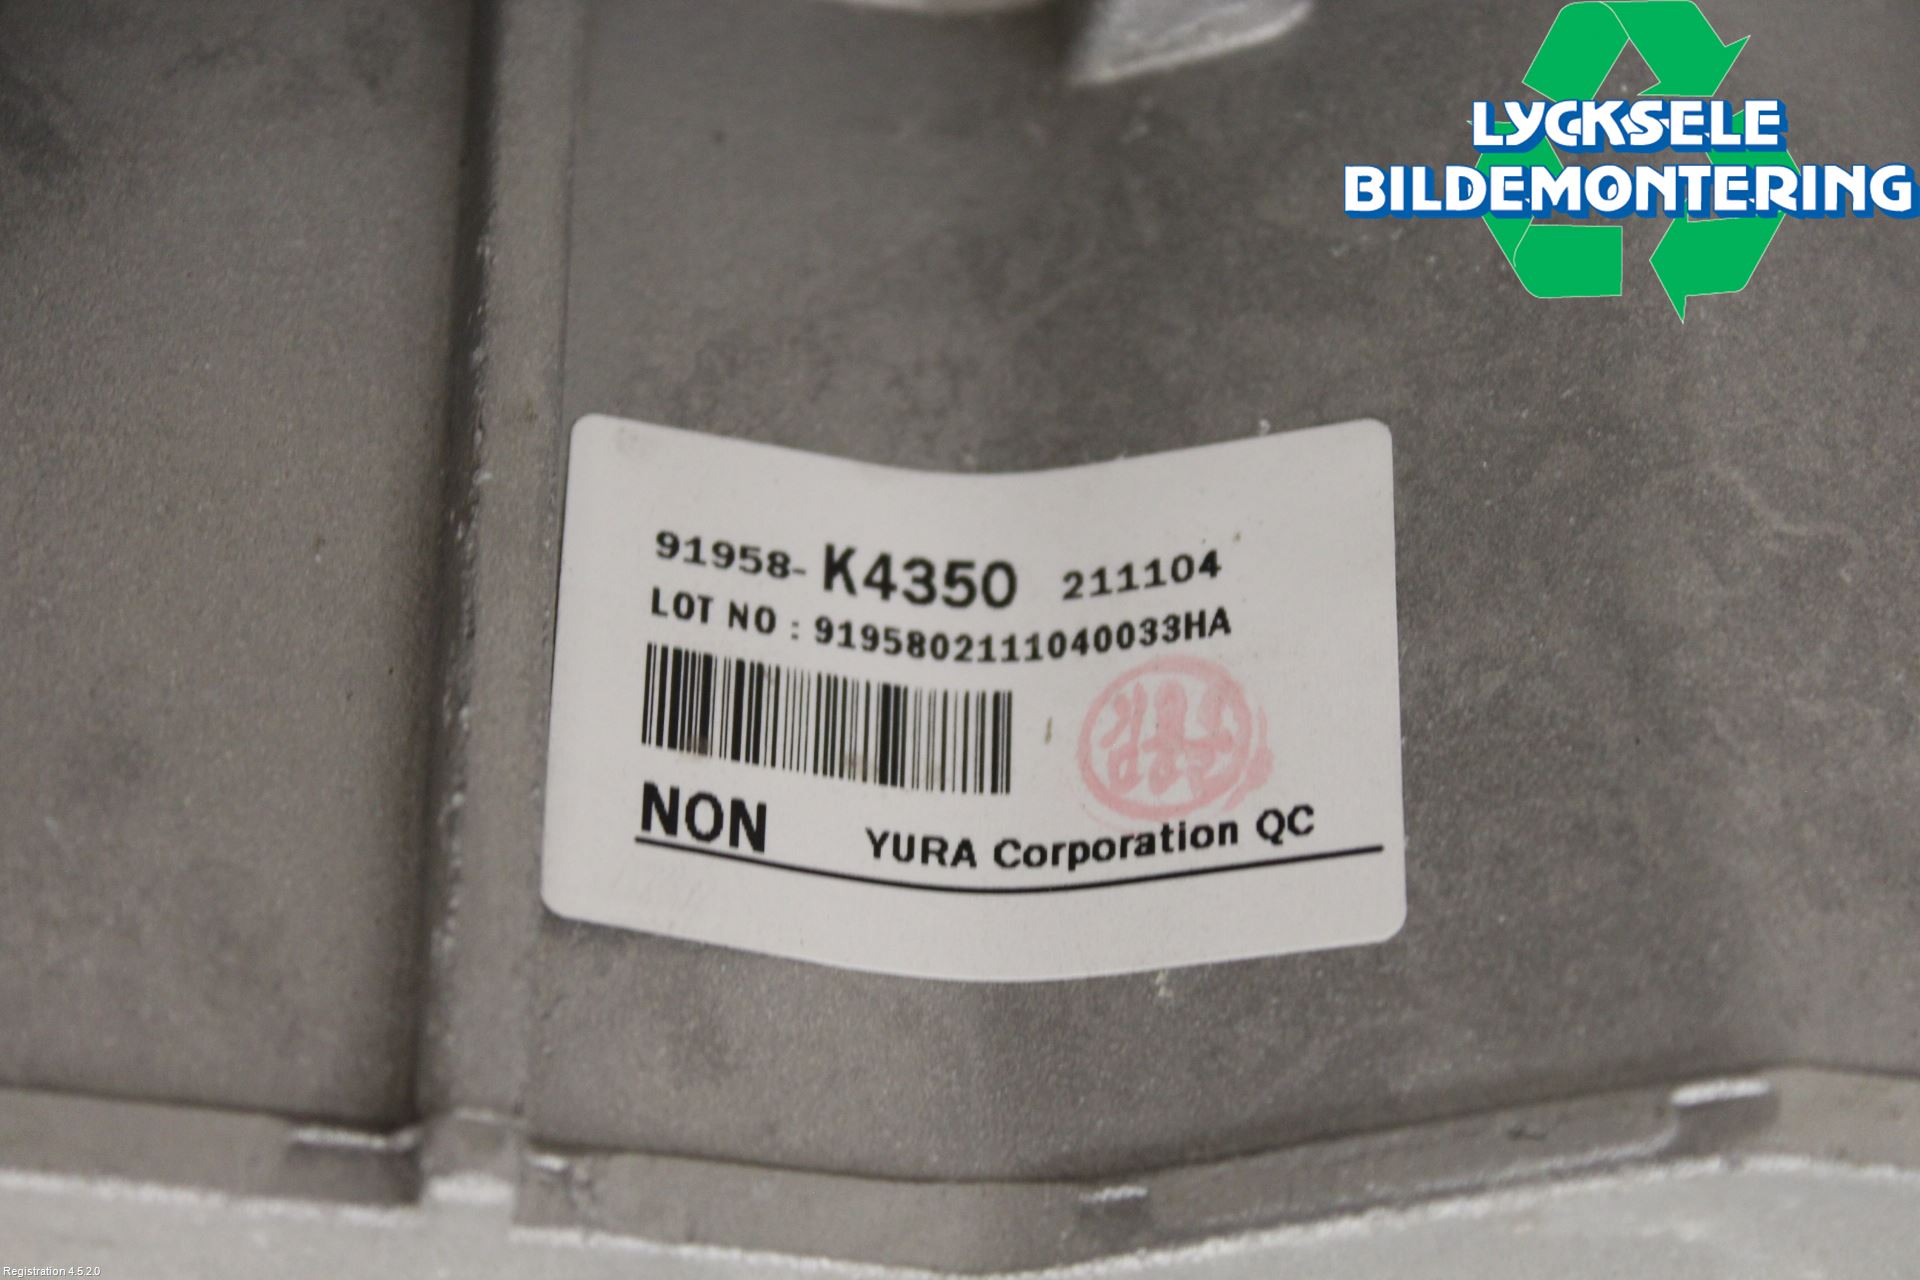 LYCKSELE
BILDEMONTERING
91958-K4350 211104
LOT NO : 9195802111040033HA
NON YURA Corporation QC
Registration 4.5.2.0